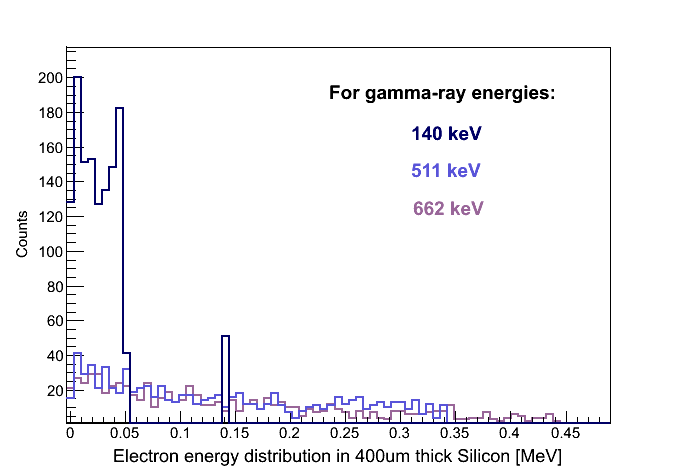 For gamma-ray energies:
140 keV
511 keV
662 keV
Counts
200
180
160
140
120
100
80
60
40
20
0 0.05 0.1 0.15 0.2 0.25 0.3 0.35 0.4 0.45
Electron energy distribution in 400um thick Silicon [MeV]